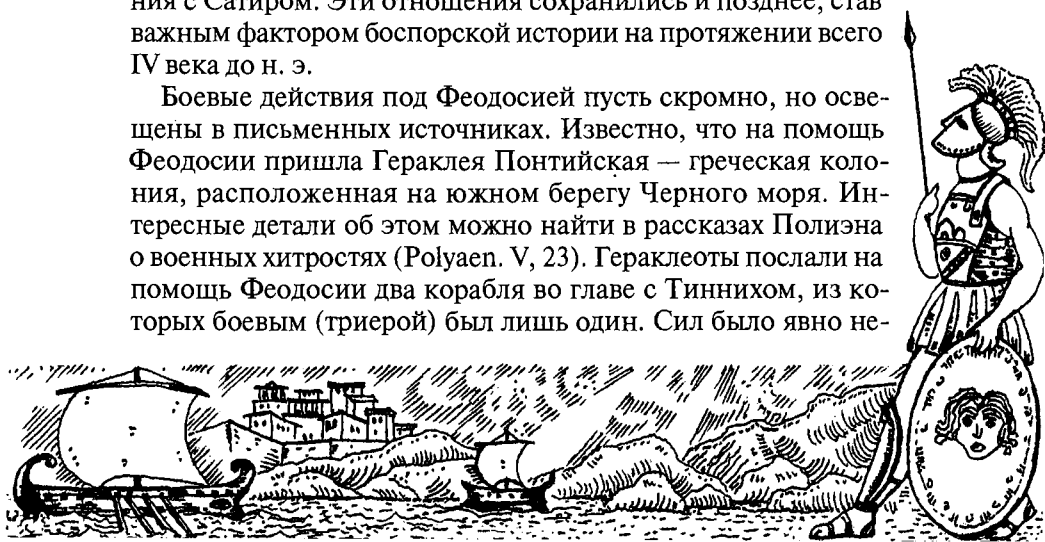 ния с Сатиром. Эти отношения сохранились и позднее, став
важным фактором боспорской истории на протяжении всего
IV века до н. э.
Боевые действия под Феодосией пусть скромно, но осве-
щены в письменных источниках. Известно, что на помощь
Феодосии пришла Гераклея Понтийская — греческая коло-
ния, расположенная на южном берегу Черного моря. Ин-
тересные детали об этом можно найти в рассказах Полиэна
о военных хитростях (Polyaen. V, 23). Гераклеоты послали на
помощь Феодосии два корабля во главе с Тиннихом, из ко-
торых боевым (триерой) был лишь один. Сил было явно не-